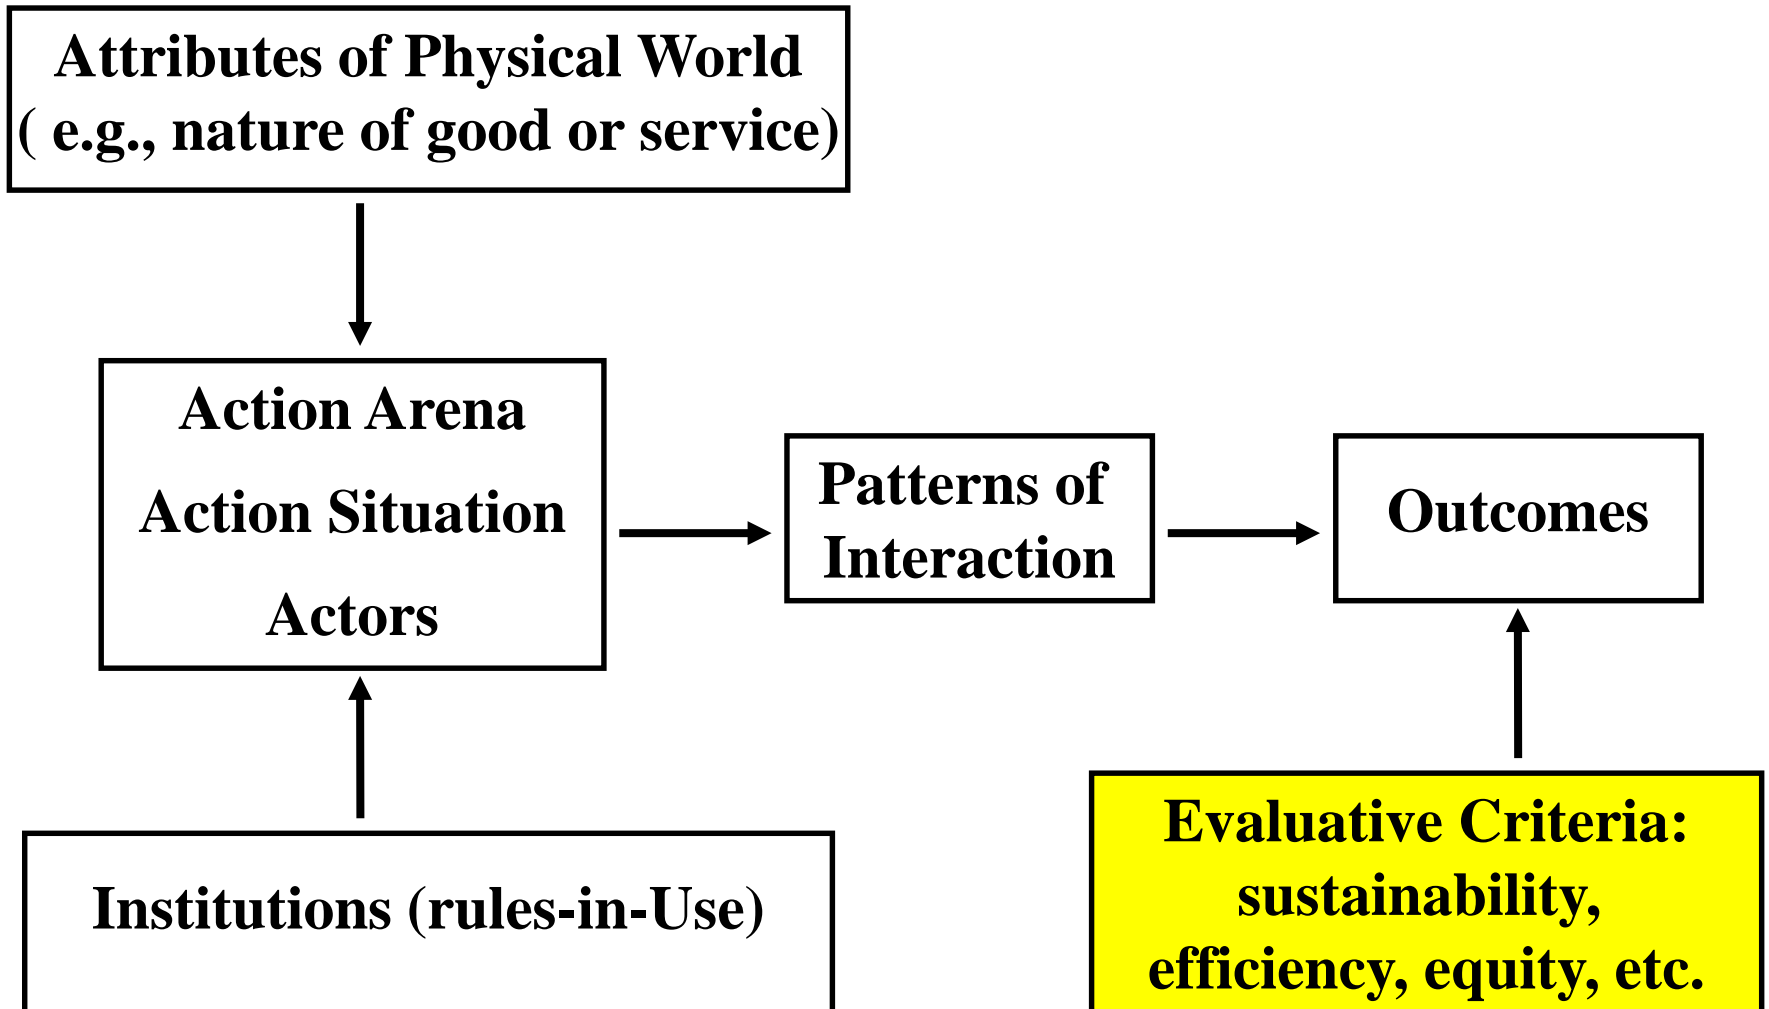 Attributes of Physical World
( e.g., nature of good or service)
Action Arena
Action Situation
Actors
Patterns of
Interaction
Outcomes
Institutions (rules-in-Use)
Evaluative Criteria:
sustainability,
efficiency, equity, etc.